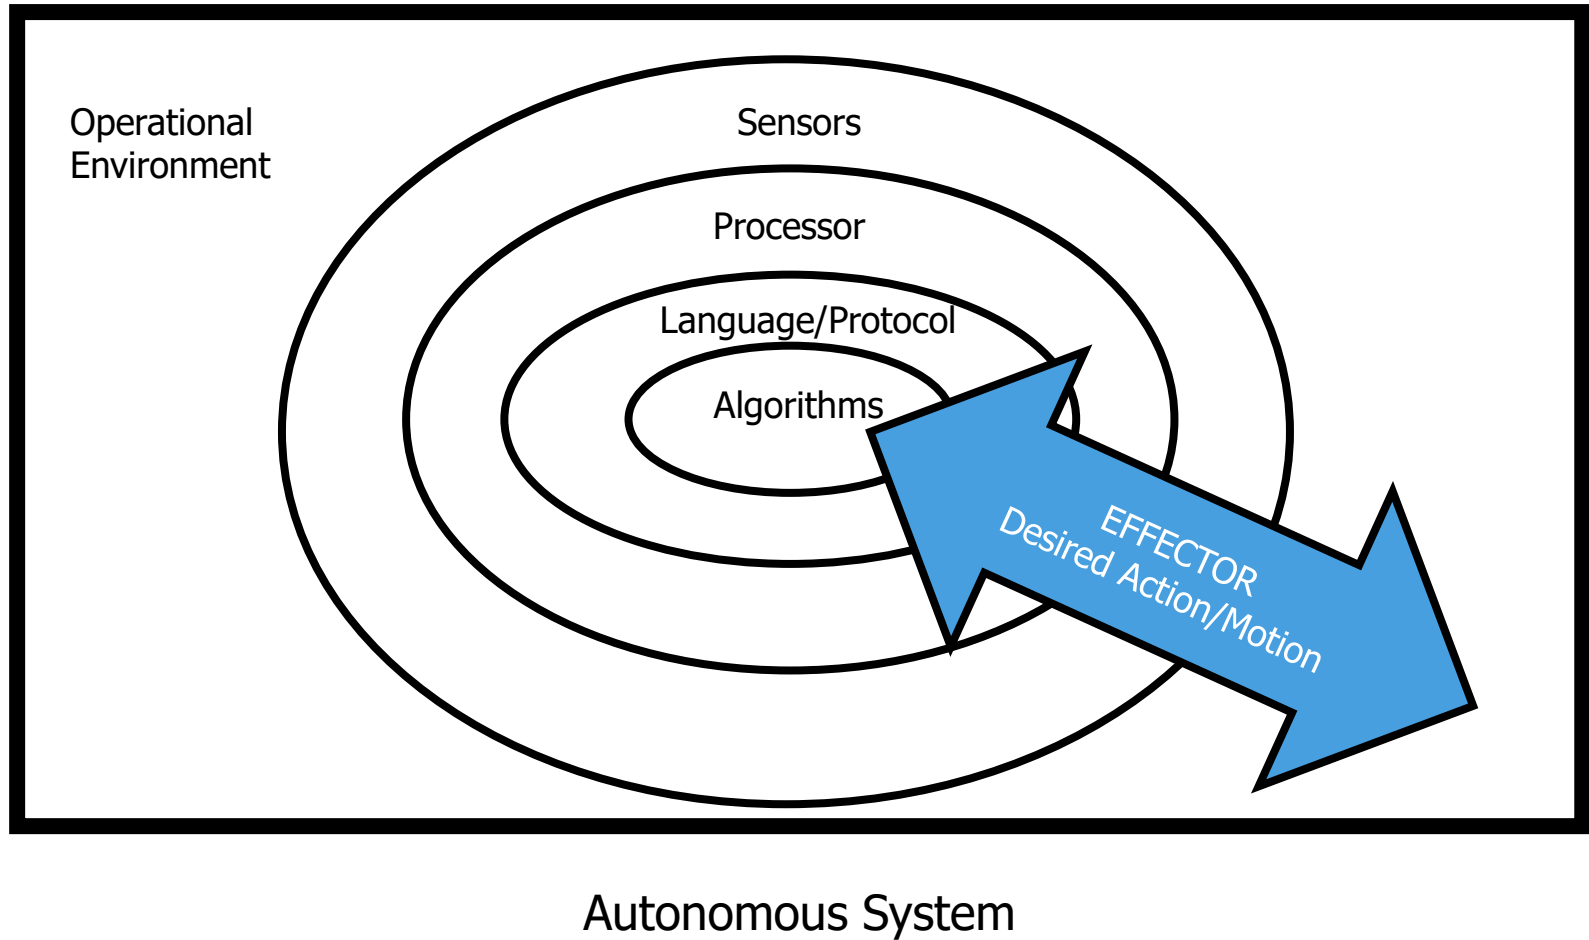 Operational
Environment
Sensors
Processor
Language/Protocol
Algorithms
EFFECTOR
Desired Action/Motion
Autonomous System